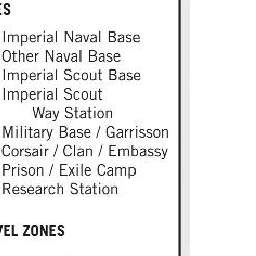 ES
Imperial Naval Base
Other Naval Base
Imperial Scout Base
Imperial Scout
Way Station
Military Base / Garrisson
Corsair / Clan / Embassy
Prison / Exile Camp
Research Station
VEL ZONES